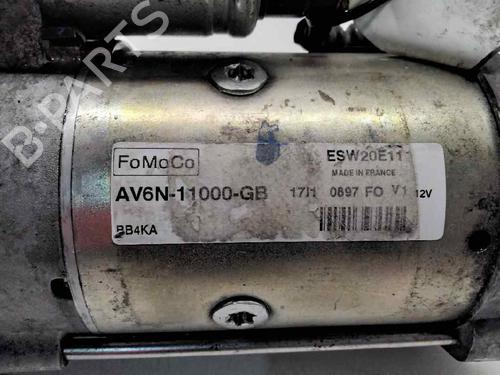 B-PARTS
FoMoCo
ESW20E11
MADE IN FRANCE
AV6N-11000-GB 17J1 0897 FO V1 12V
BB4KA